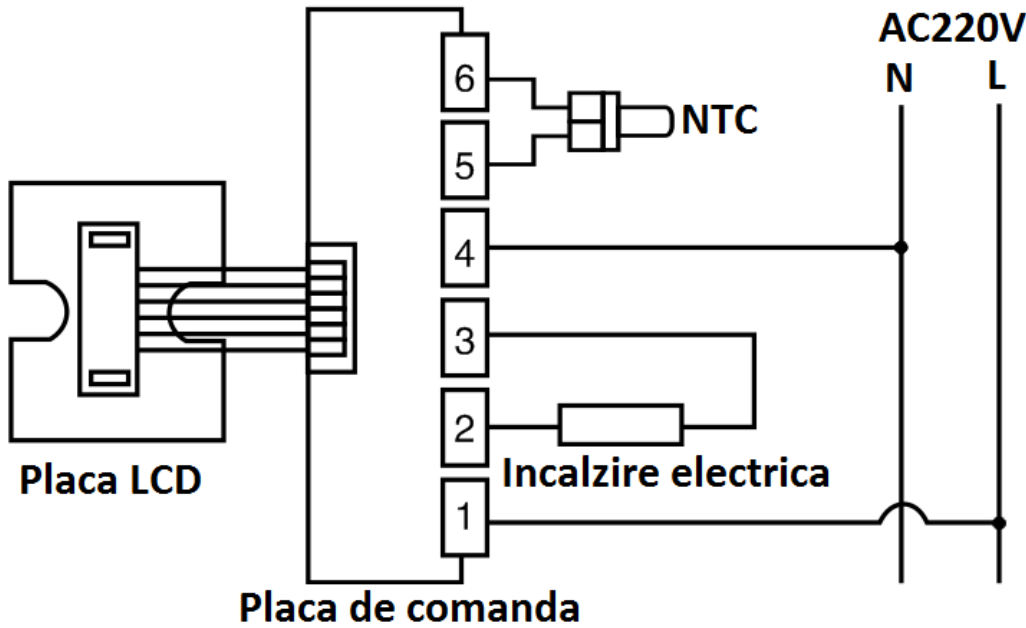 AC220V
N L
6
NTC
5
4
3
2
Incalzire electrica
Placa LCD
1
Placa de comanda